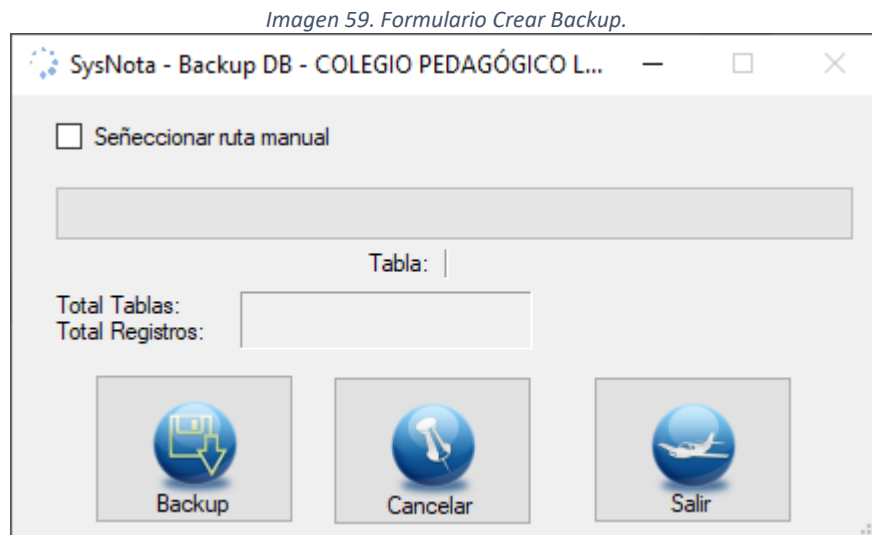 Imagen 59. Formulario Crear Backup.
SysNota - Backup DB - COLEGIO PEDAGÓGICO L...
Señeccionar ruta manual
Tabla:
Total Tablas:
Total Registros:
Backup
Cancelar
Salir